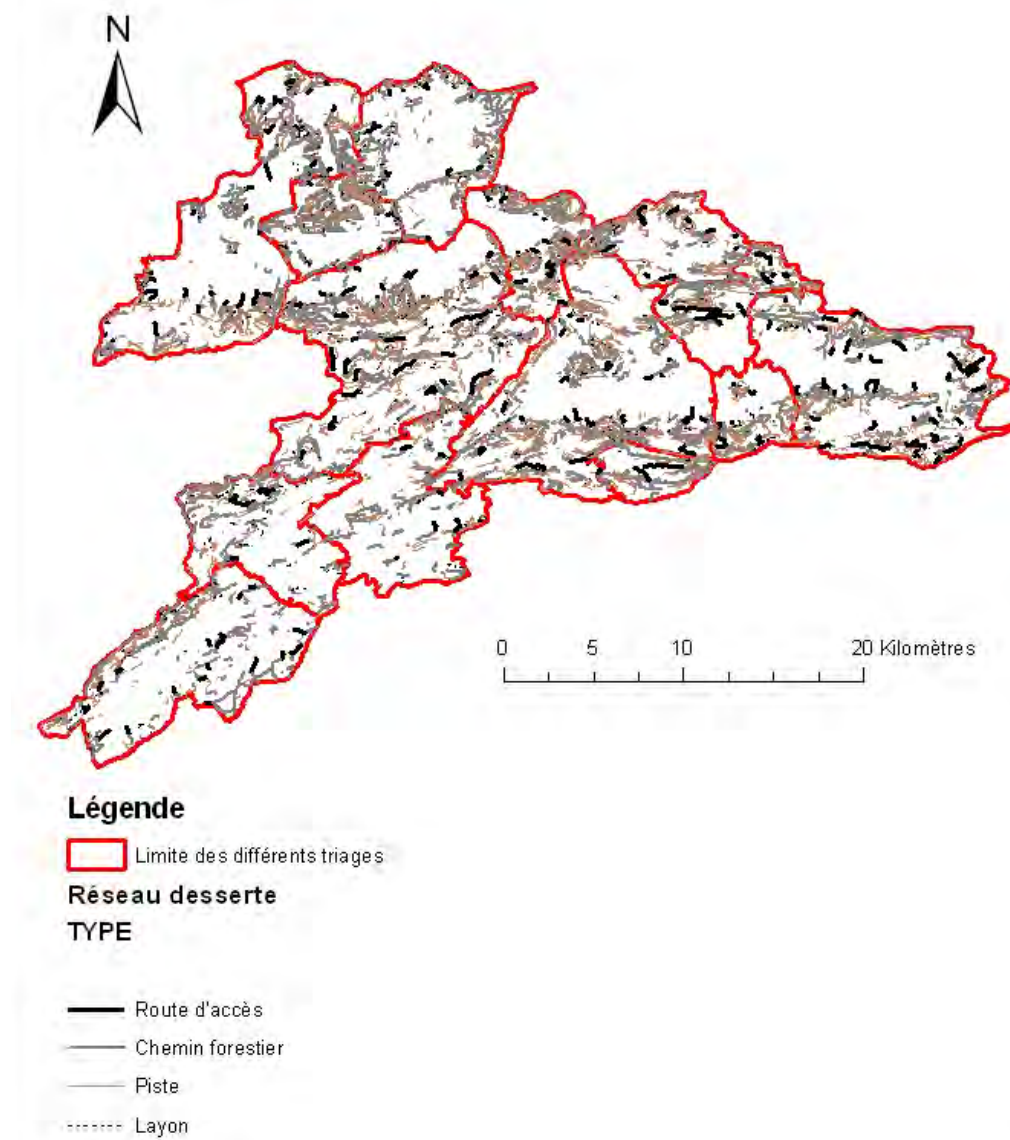 N
0 5 10 20 Kilomètres
Légende
Limite des différents triages
Réseau desserte
TYPE
Route d'accès
Chemin forestier
Piste
Layon